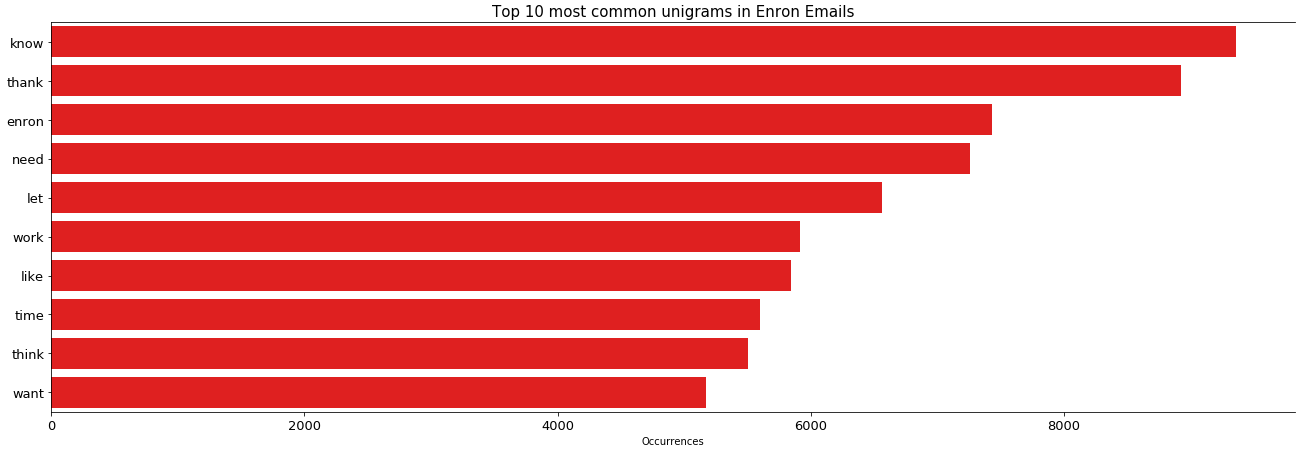 Top 10 most common unigrams in Enron Emails
know
thank
enron
need
let
work
like
time
think
want
0 2000 4000 6000 8000
Occurrences